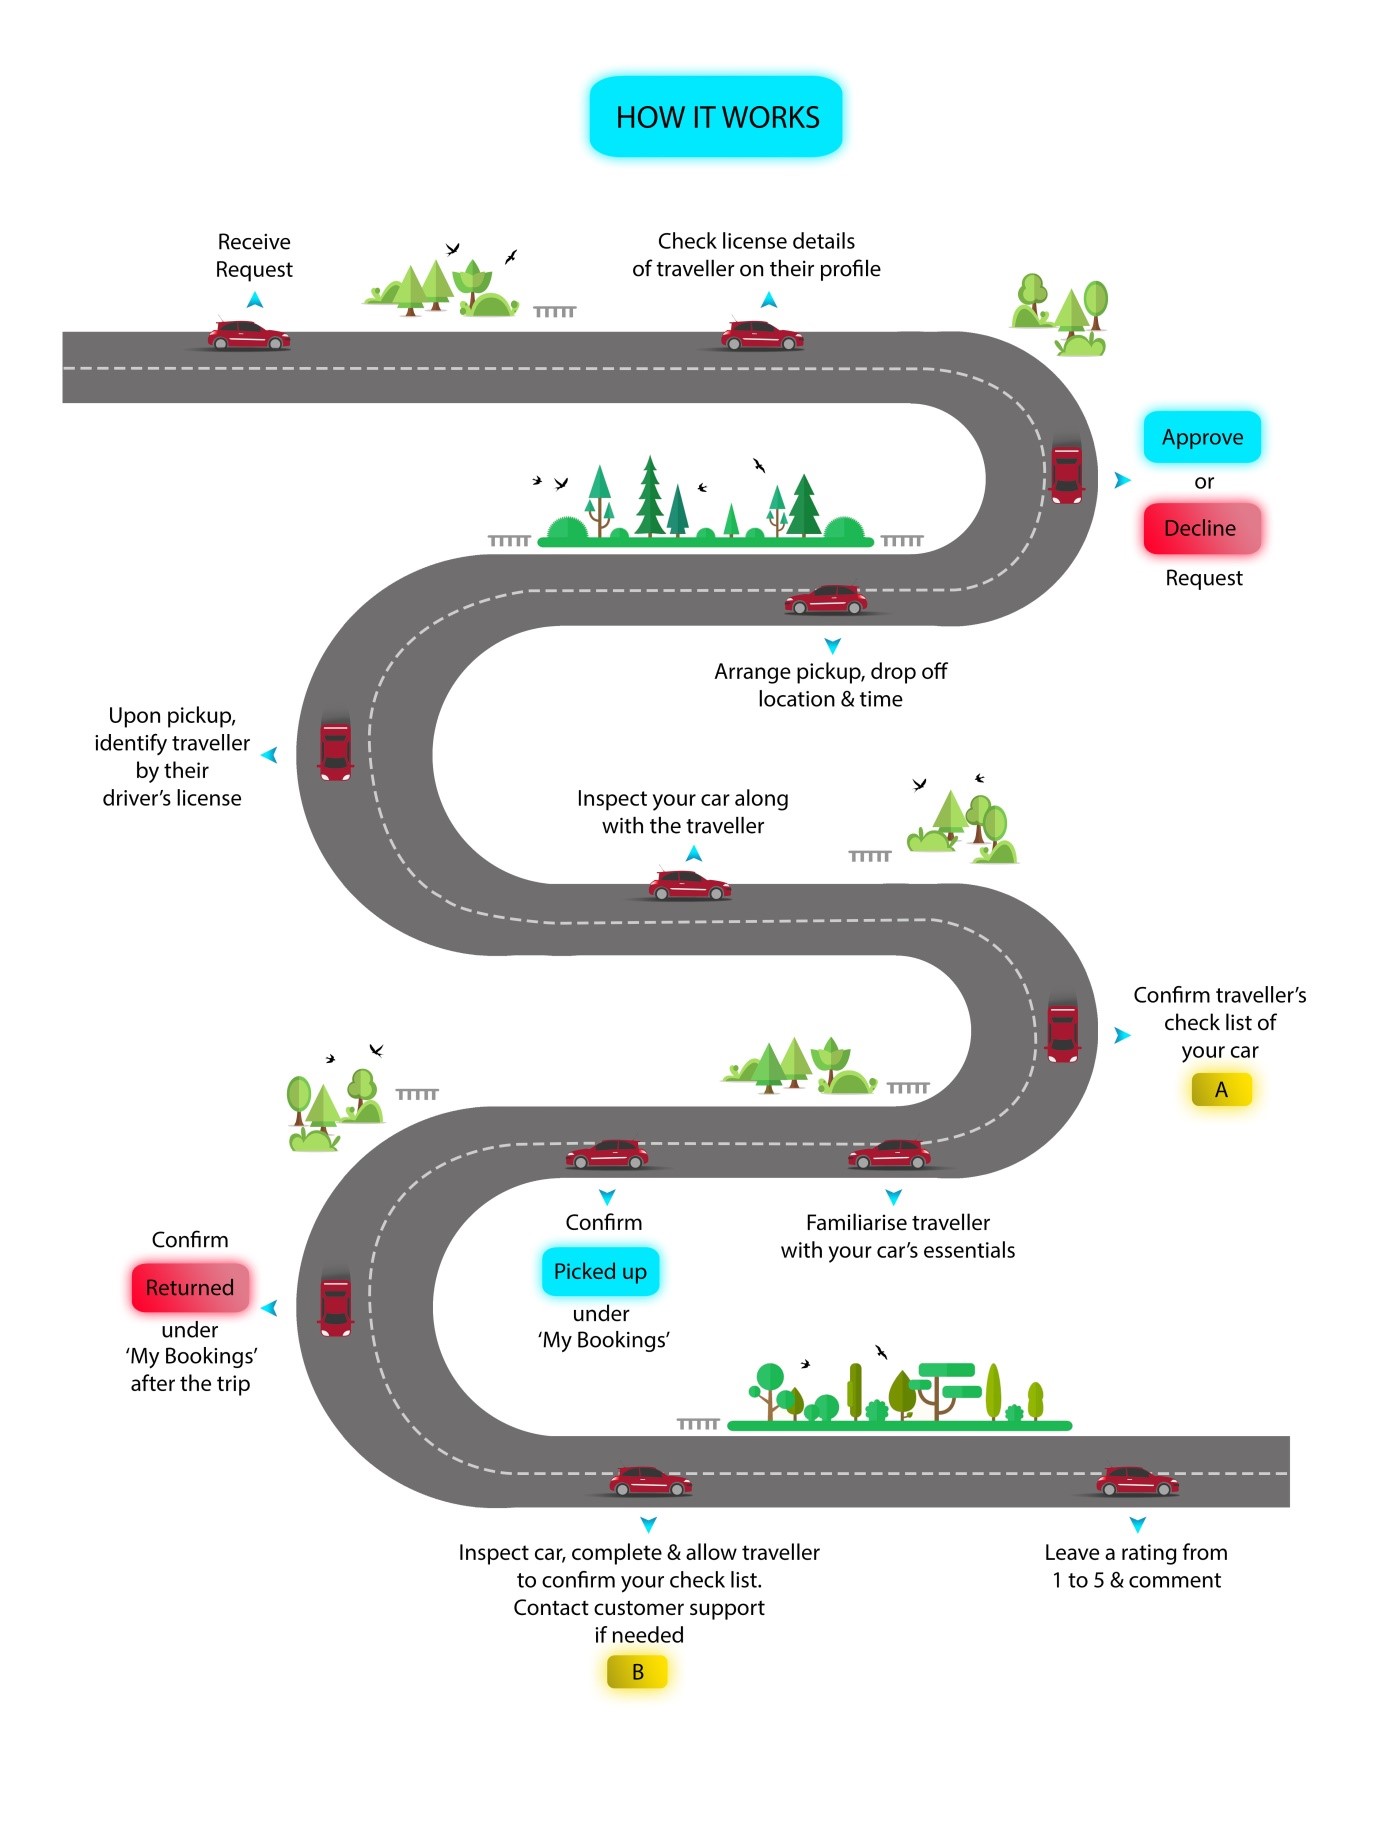 HOW IT WORKS
Receive
Request
Check license details
of traveller on their profile
Approve
or
Decline
Request
Arrange pickup, drop off
location & time
Upon pickup,
identify traveller
by their
driver’s license
Inspect your car along
with the traveller
Confirm traveller’s
check list of
your car
A
Familiarise traveller
with your car’s essentials
Confirm
Picked up
under
‘My Bookings’
Confirm
Returned
under
‘My Bookings’
after the trip
Inspect car, complete & allow traveller
to confirm your check list.
Contact customer support
if needed
B
Leave a rating from
1 to 5 & comment